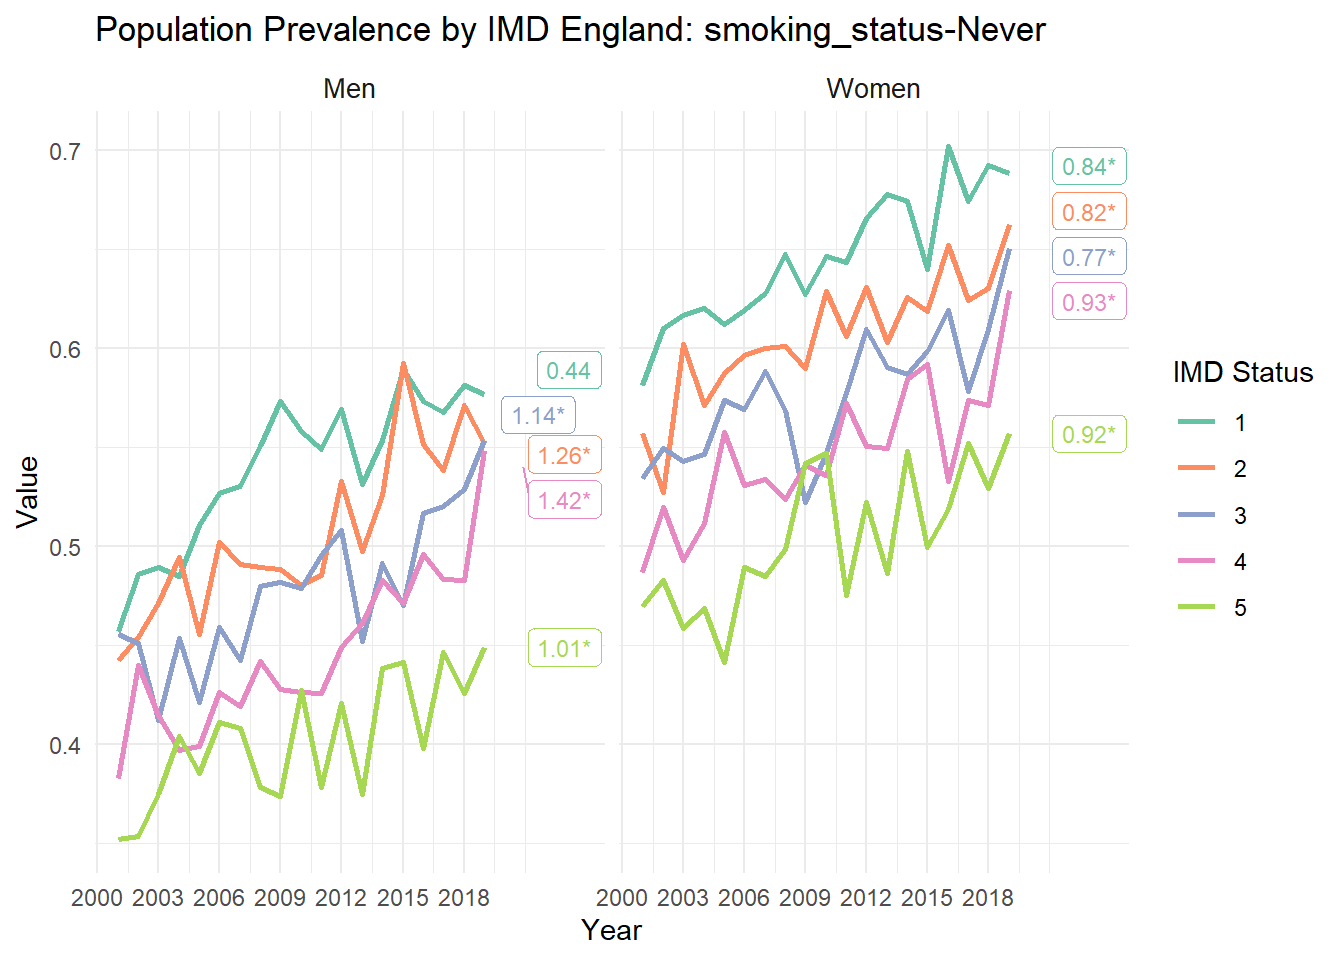 Population Prevalence by IMD England: smoking_status-Never
Men
Women
0.7
0.6
0.5
0.4
Value
0.44
1.14*
1.26*
1.42*
1.01*
0.84*
0.82*
0.77*
0.93*
0.92*
IMD Status
1
2
3
4
5
2000 2003 2006 2009 2012 2015 2018
2000 2003 2006 2009 2012 2015 2018
Year